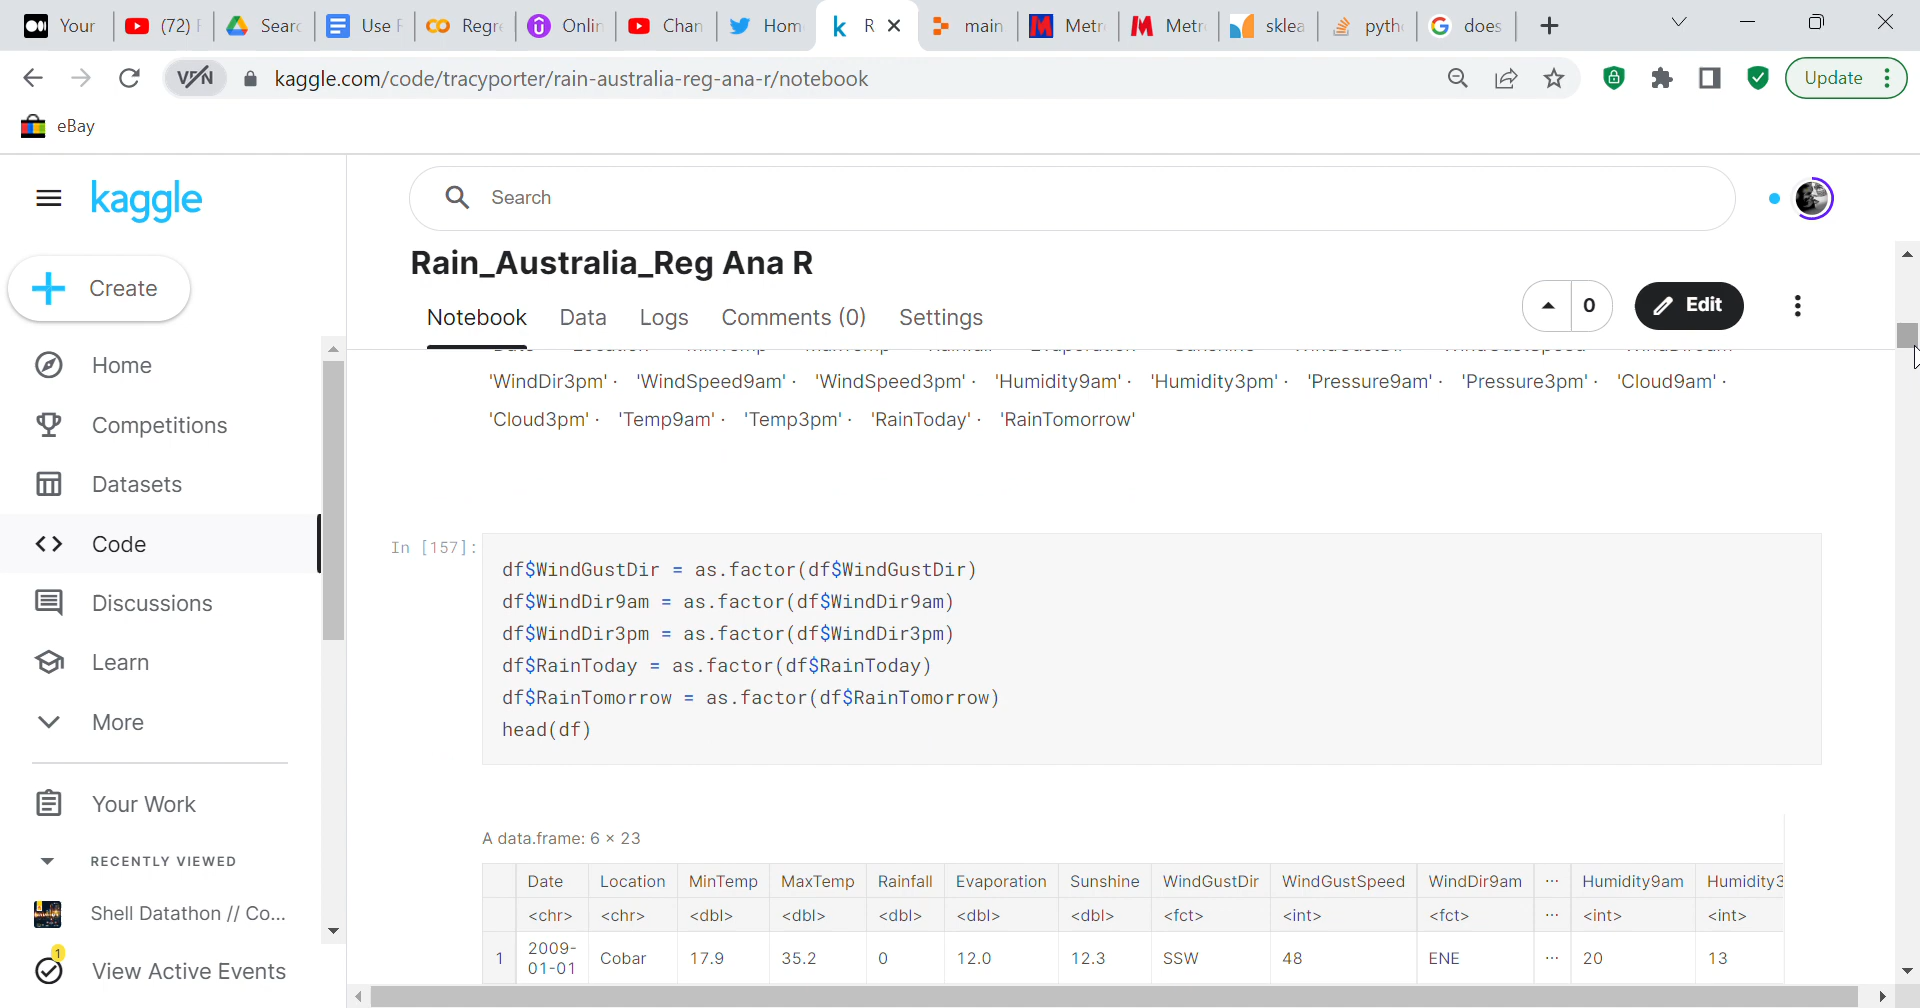 Your (72) Searc Use Regre Onlin Chan Hom R main Metr Metr sklea pyth does
VPN kaggle.com/code/tracyporter/rain-australia-reg-ana-r/notebook Update
eBay
kaggle
Search
Create
Rain_Australia_Reg Ana R
Notebook Data Logs Comments (0) Settings
0 Edit
Home
Competitions
Datasets
Code
Discussions
Learn
More
Your Work
RECENTLY VIEWED
Shell Datathon // Co...
1
View Active Events
'WindDir3pm' · 'WindSpeed9am' · 'WindSpeed3pm' · 'Humidity9am' · 'Humidity3pm' · 'Pressure9am' · 'Pressure3pm' · 'Cloud9am' ·
'Cloud3pm' · 'Temp9am' · 'Temp3pm' · 'RainToday' · 'RainTomorrow'
In [157]:
df$WindGustDir = as.factor(df$WindGustDir)
df$WindDir9am = as.factor(df$WindDir9am)
df$WindDir3pm = as.factor(df$WindDir3pm)
df$RainToday = as.factor(df$RainToday)
df$RainTomorrow = as.factor(df$RainTomorrow)
head(df)
A data.frame: 6 × 23
Date Location MinTemp MaxTemp Rainfall Evaporation Sunshine WindGustDir WindGustSpeed WindDir9am ... Humidity9am Humidity3
<chr> <chr> <dbl> <dbl> <dbl> <dbl> <dbl> <fct> <int> <fct> ... <int> <int>
1 2009-01-01 Cobar 17.9 35.2 0 12.0 12.3 SSW 48 ENE ... 20 13